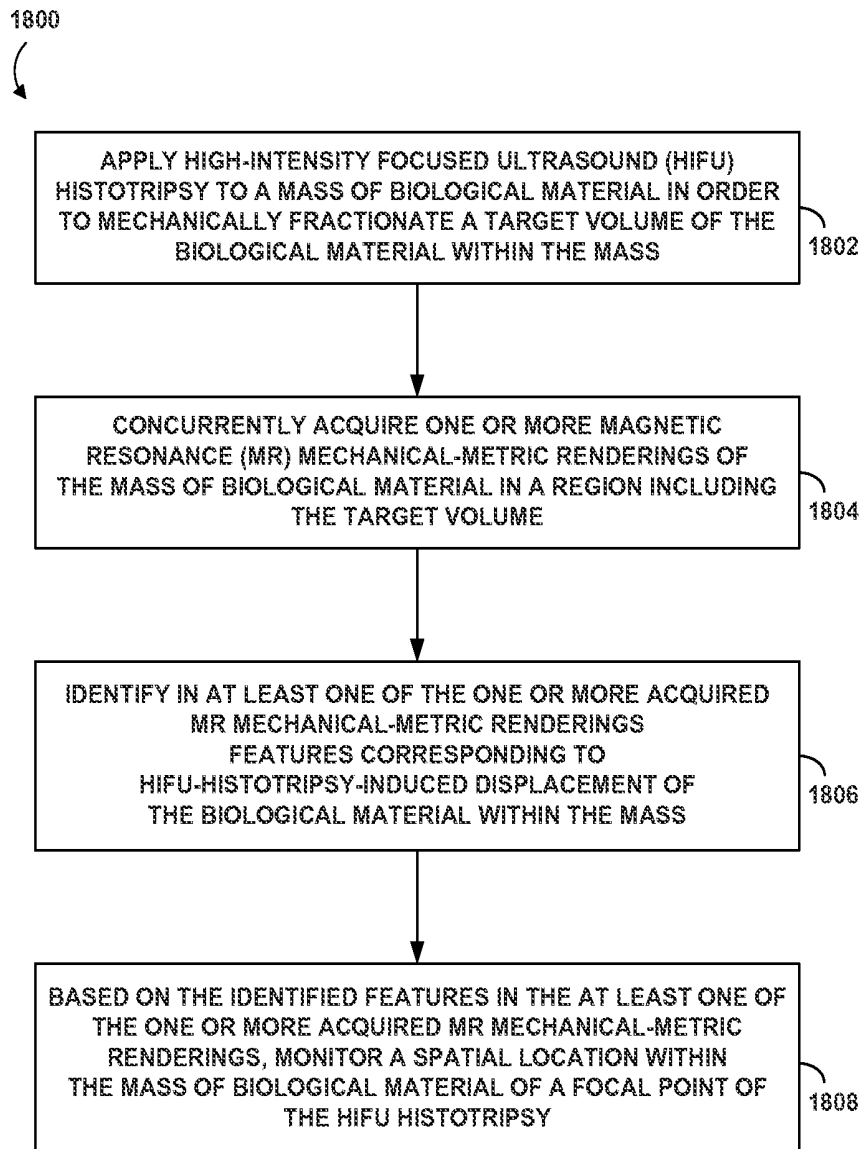 1800
APPLY HIGH-INTENSITY FOCUSED ULTRASOUND (HIFU)
HISTOTRIPSY TO A MASS OF BIOLOGICAL MATERIAL IN ORDER
TO MECHANICALLY FRACTIONATE A TARGET VOLUME OF THE
BIOLOGICAL MATERIAL WITHIN THE MASS
1802
CONCURRENTLY ACQUIRE ONE OR MORE MAGNETIC
RESONANCE (MR) MECHANICAL-METRIC RENDERINGS OF
THE MASS OF BIOLOGICAL MATERIAL IN A REGION INCLUDING
THE TARGET VOLUME
1804
IDENTIFY IN AT LEAST ONE OF THE ONE OR MORE ACQUIRED
MR MECHANICAL-METRIC RENDERINGS
FEATURES CORRESPONDING TO
HIFU-HISTOTRIPSY-INDUCED DISPLACEMENT OF
THE BIOLOGICAL MATERIAL WITHIN THE MASS
1806
BASED ON THE IDENTIFIED FEATURES IN THE AT LEAST ONE OF
THE ONE OR MORE ACQUIRED MR MECHANICAL-METRIC
RENDERINGS, MONITOR A SPATIAL LOCATION WITHIN
THE MASS OF BIOLOGICAL MATERIAL OF A FOCAL POINT OF
THE HIFU HISTOTRIPSY
1808